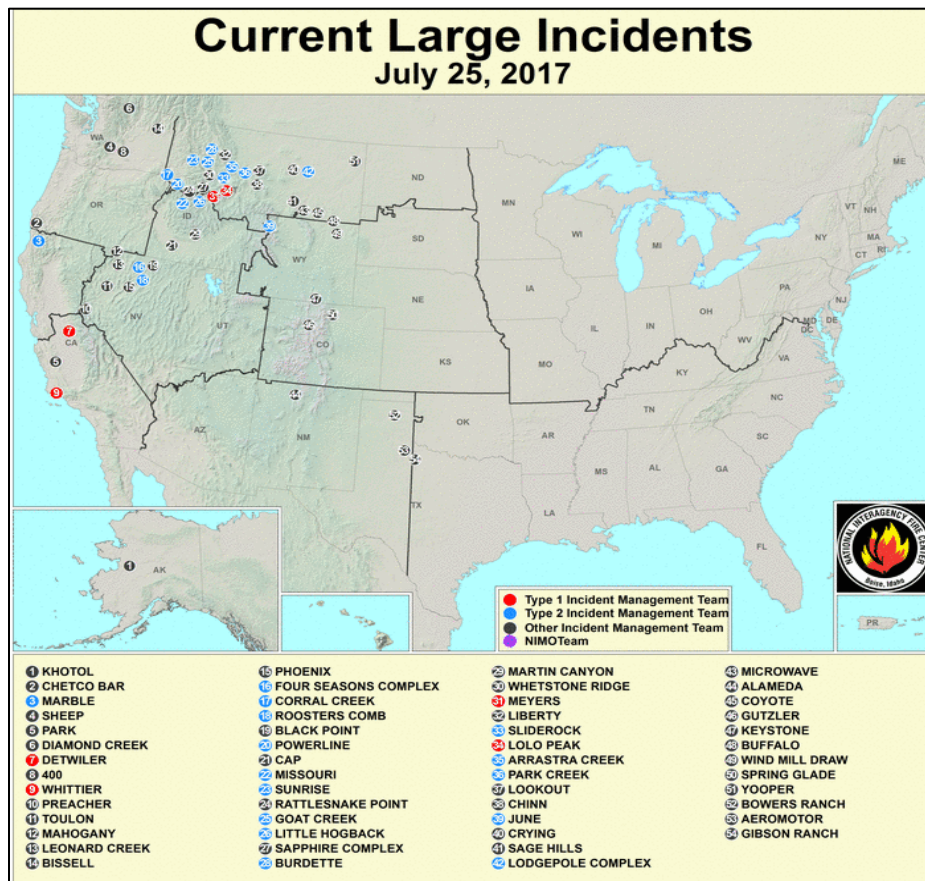 Current Large Incidents
July 25, 2017
WA
OR
CA
NV
ID
UT
AZ
WY
CO
NM
ND
SD
NE
KS
OK
TX
MN
IA
MO
AR
LA
WI
IL
MI
IN
OH
KY
TN
MS
AL
GA
FL
SC
NC
VA
WV
PA
NY
VT
NH
ME
MA
RI
CT
NJ
DE
MD
DC
AK
PR
NATIONAL INTERAGENCY FIRE CENTER
Boise, Idaho
Type 1 Incident Management Team
Type 2 Incident Management Team
Other Incident Management Team
NIMOTeam
1 KHOTOL
2 CHETCO BAR
3 MARBLE
4 SHEEP
5 PARK
6 DIAMOND CREEK
7 DETWILER
8 400
9 WHITTIER
10 PREACHER
11 TOULON
12 MAHOGANY
13 LEONARD CREEK
14 BISSELL
15 PHOENIX
16 FOUR SEASONS COMPLEX
17 CORRAL CREEK
18 ROOSTERS COMB
19 BLACK POINT
20 POWERLINE
21 CAP
22 MISSOURI
23 SUNRISE
24 RATTLESNAKE POINT
25 GOAT CREEK
26 LITTLE HOGBACK
27 SAPPHIRE COMPLEX
28 BURDETTE
29 MARTIN CANYON
30 WHETSTONE RIDGE
31 MEYERS
32 LIBERTY
33 SLIDEROCK
34 LOLO PEAK
35 ARRASTRA CREEK
36 PARK CREEK
37 LOOKOUT
38 CHINN
39 JUNE
40 CRYING
41 SAGE HILLS
42 LODGEPOLE COMPLEX
43 MICROWAVE
44 ALAMEDA
45 COYOTE
46 GUTZLER
47 KEYSTONE
48 BUFFALO
49 WIND MILL DRAW
50 SPRING GLADE
51 YOOPER
52 BOWERS RANCH
53 AEROMOTOR
54 GIBSON RANCH